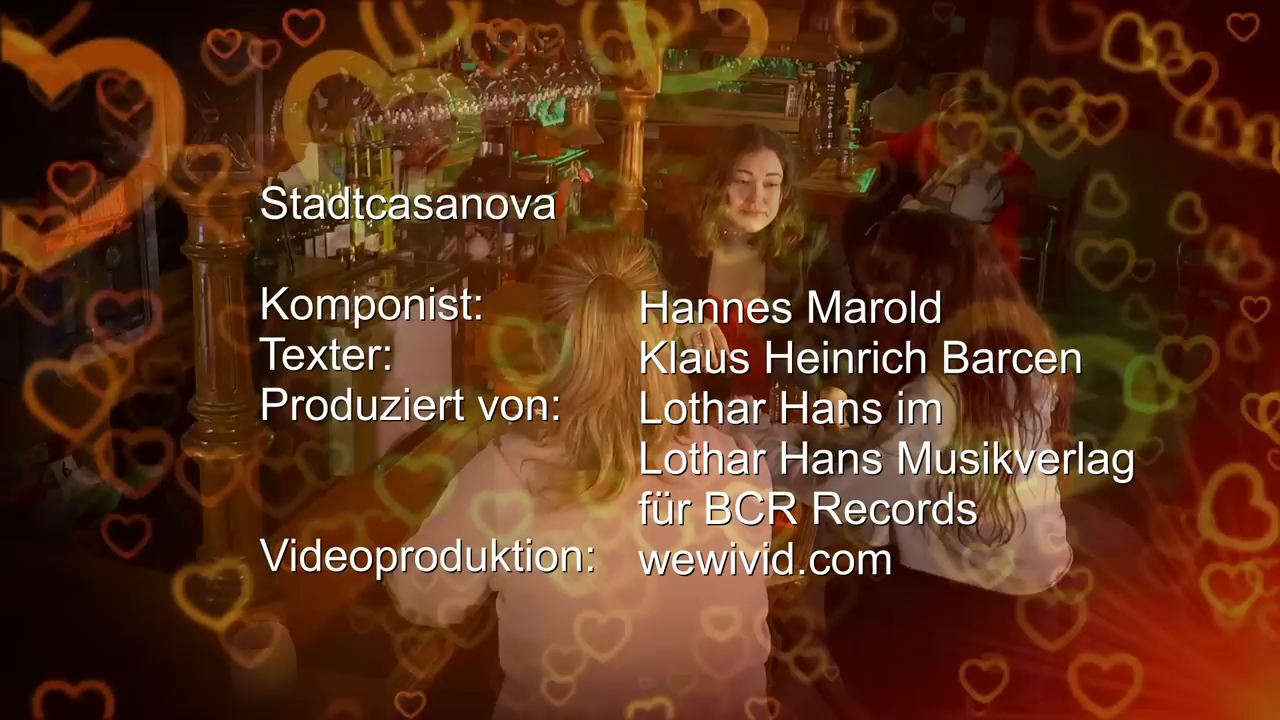 Stadtcasanova
Komponist: Hannes Marold
Texter: Klaus Heinrich Barcen
Produziert von: Lothar Hans im
Lothar Hans Musikverlag
für BCR Records
Videoproduktion: wewivid.com